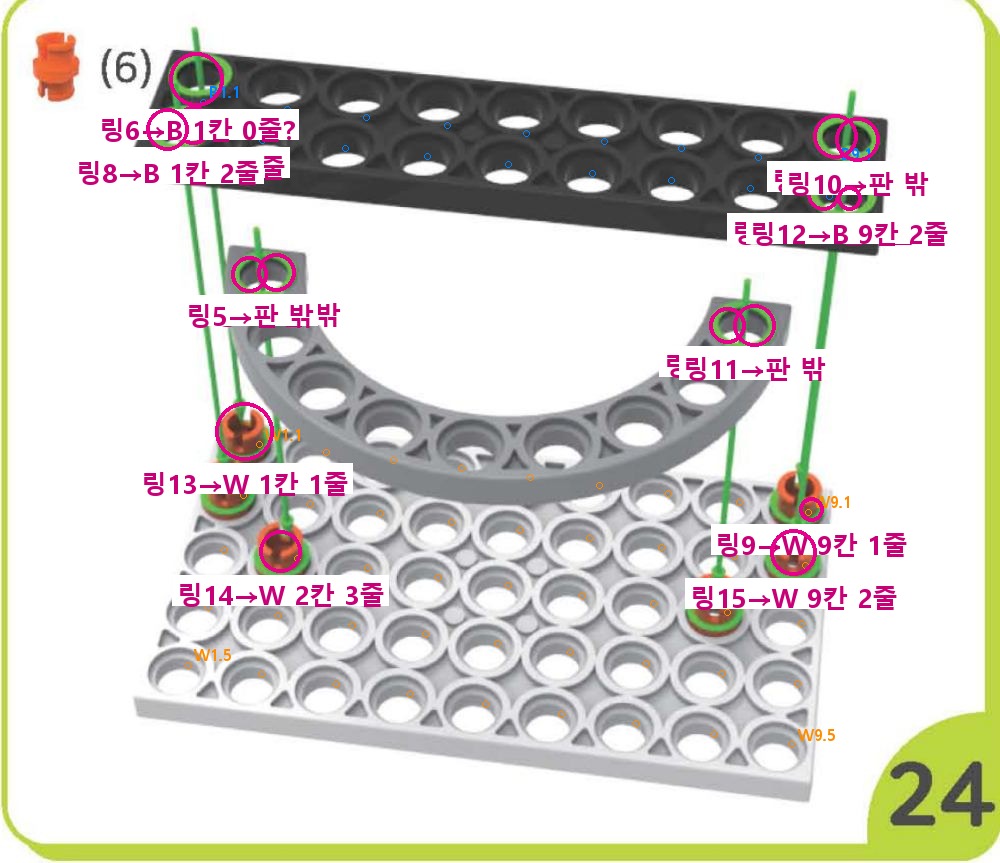 (6)
B1.1
링6→B 1칸 0줄?
링8→B 1칸 2줄줄
링10→판 밖
링12→B 9칸 2줄
링5→판 밖밖
링11→판 밖
W1.1
링13→W 1칸 1줄
W9.1
링9→W 9칸 1줄
링14→W 2칸 3줄
링15→W 9칸 2줄
W1.5
W9.5
24